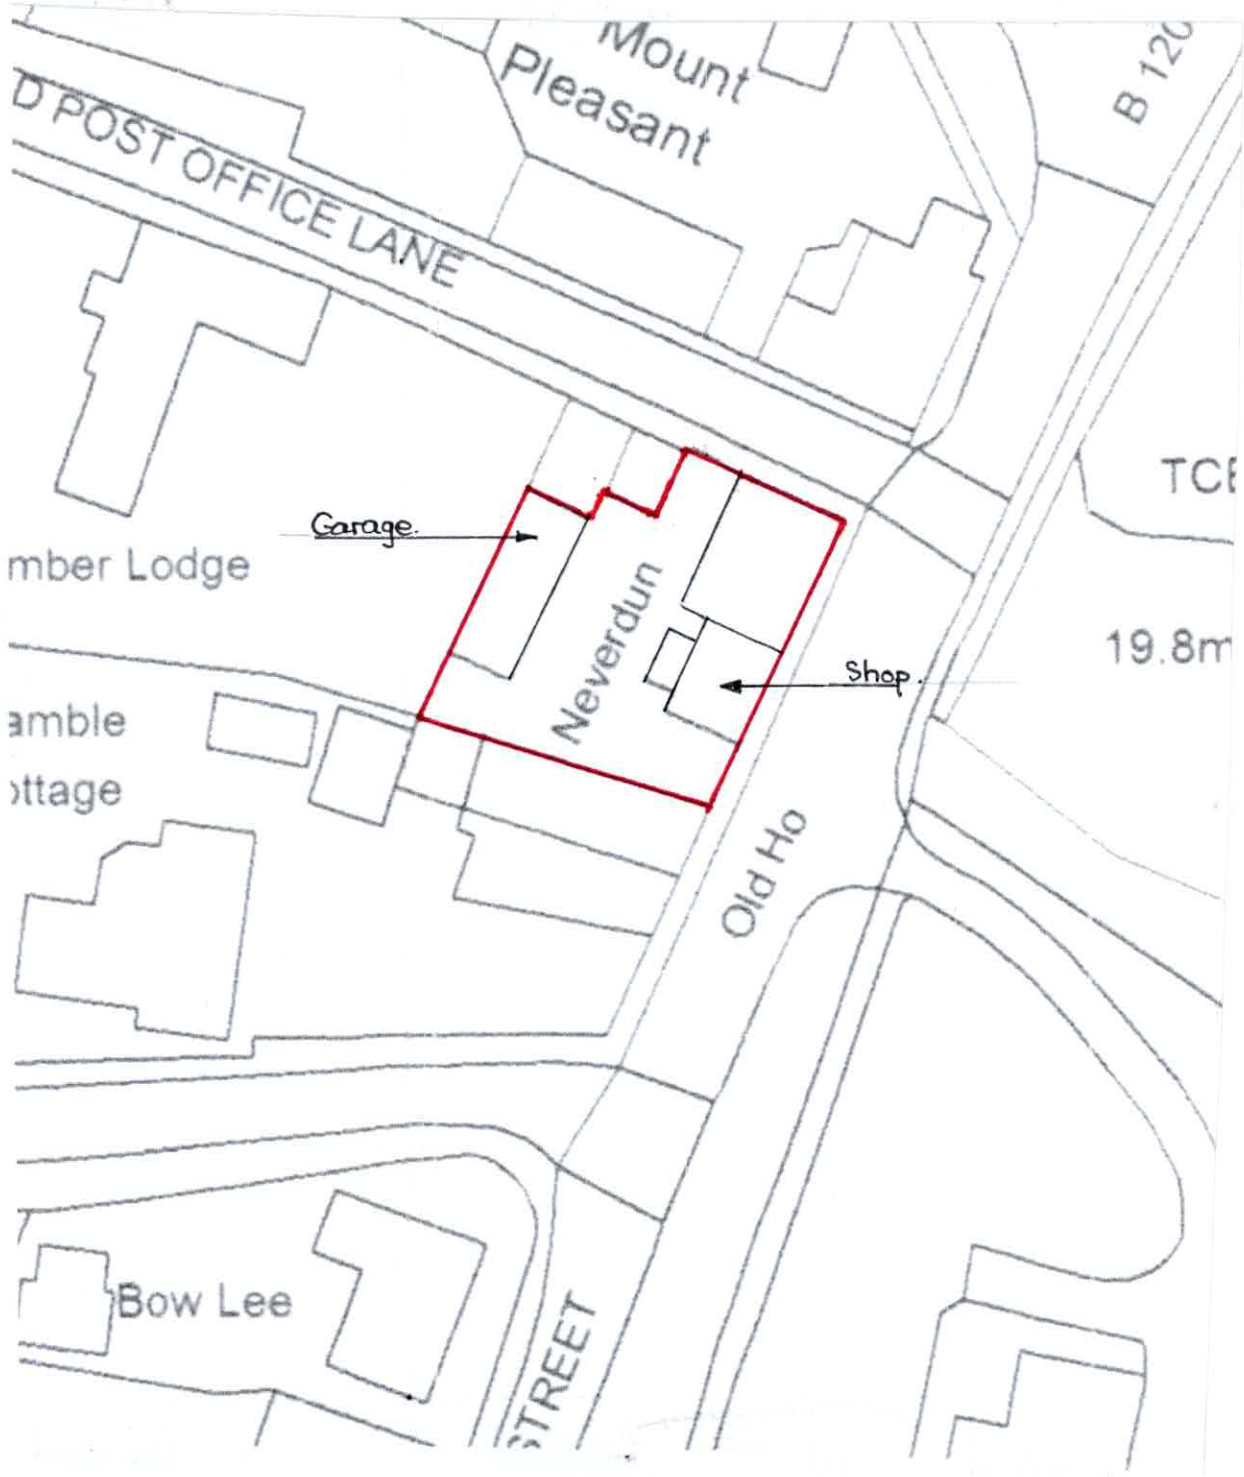 Mount
Pleasant
B 120
D POST OFFICE LANE
TCE
Garage.
mber Lodge
Neverdun
19.8m
Shop.
amble
ottage
Old Ho
Bow Lee
STREET